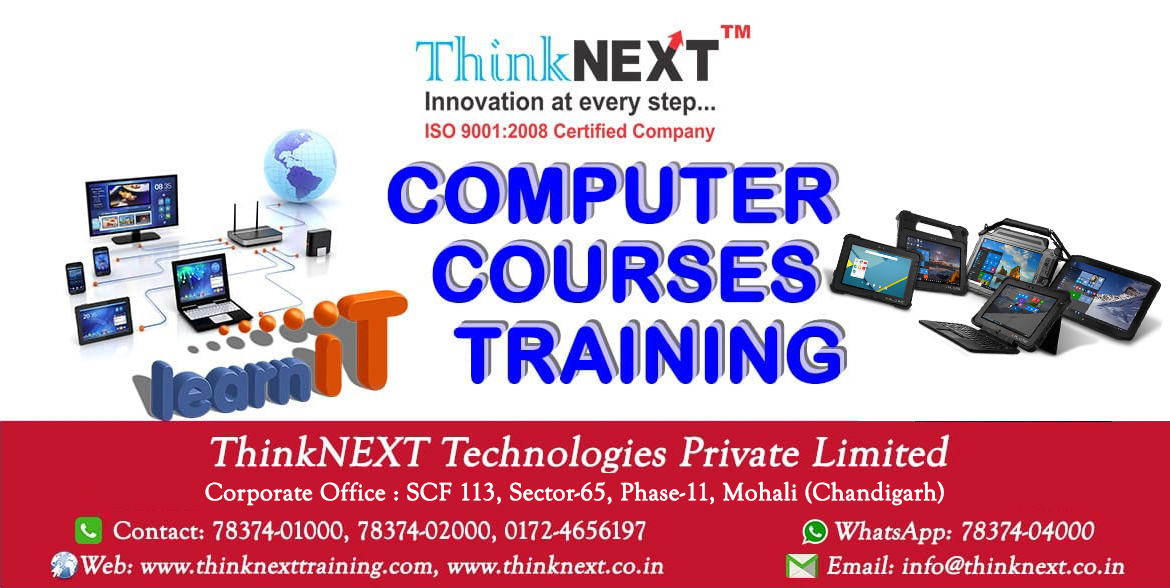 ThinkNEXT™
Innovation at every step...
ISO 9001:2008 Certified Company
COMPUTER
COURSES
TRAINING
08:35
learn iT
ThinkNEXT Technologies Private Limited
Corporate Office : SCF 113, Sector-65, Phase-11, Mohali (Chandigarh)
Contact: 78374-01000, 78374-02000, 0172-4656197
WhatsApp: 78374-04000
Web: www.thinknexttraining.com, www.thinknext.co.in
Email: info@thinknext.co.in